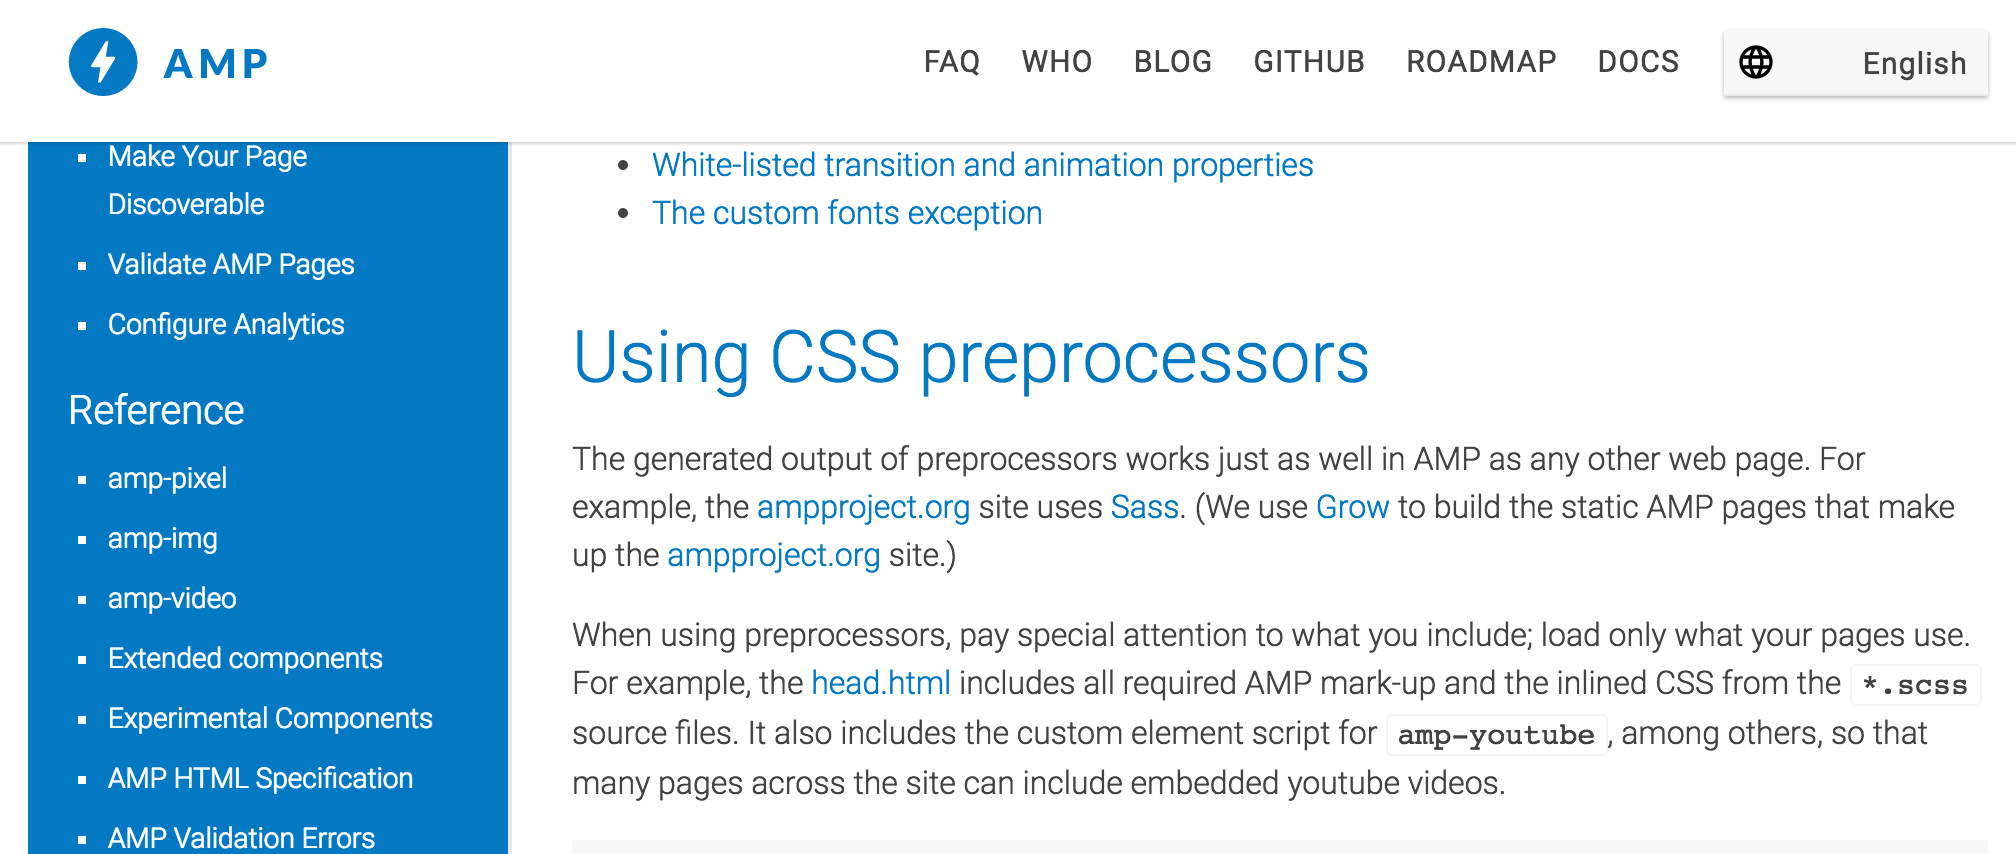 AMP
FAQ WHO BLOG GITHUB ROADMAP DOCS English
Make Your Page
Discoverable
Validate AMP Pages
Configure Analytics
Reference
amp-pixel
amp-img
amp-video
Extended components
Experimental Components
AMP HTML Specification
AMP Validation Errors
White-listed transition and animation properties
The custom fonts exception
Using CSS preprocessors
The generated output of preprocessors works just as well in AMP as any other web page. For
example, the ampproject.org site uses Sass. (We use Grow to build the static AMP pages that make
up the ampproject.org site.)
When using preprocessors, pay special attention to what you include; load only what your pages use.
For example, the head.html includes all required AMP mark-up and the inlined CSS from the *.scss
source files. It also includes the custom element script for amp-youtube, among others, so that
many pages across the site can include embedded youtube videos.